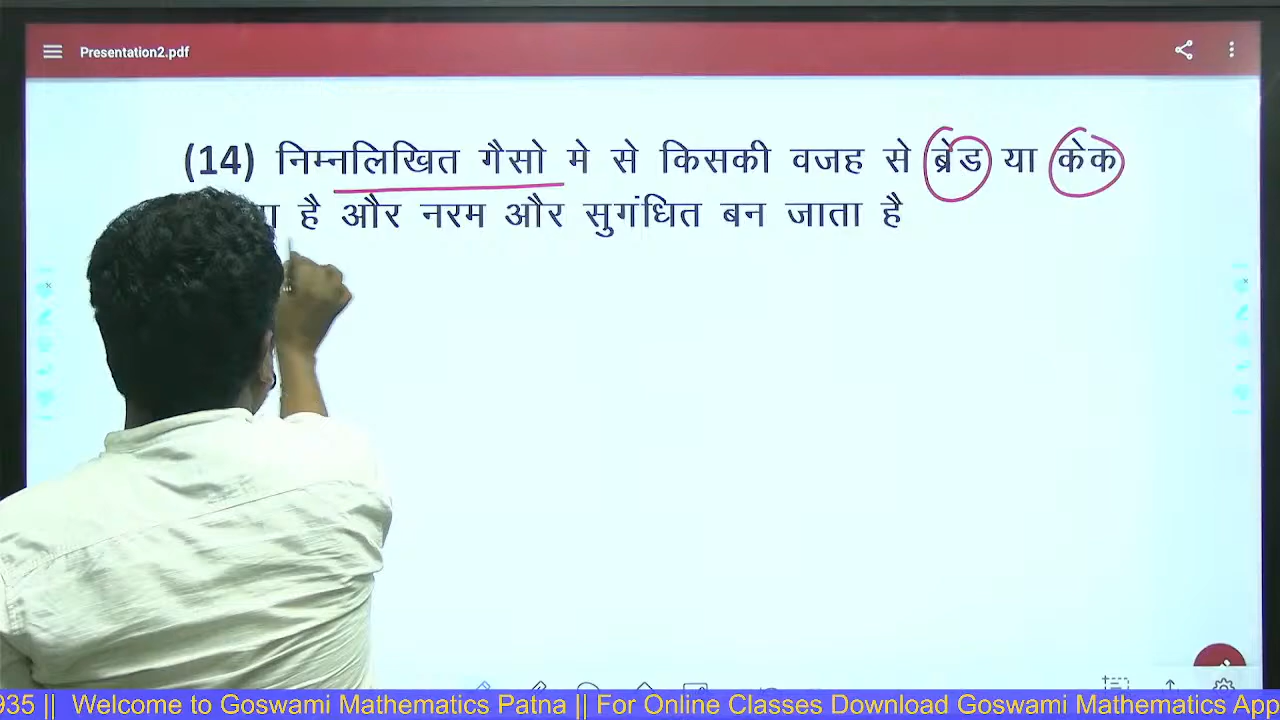 Presentation2.pdf
(14) निम्नलिखित गैसो मे से किसकी वजह से ब्रेड या केक
है और नरम और सुगंधित बन जाता है
935 || Welcome to Goswami Mathematics Patna || For Online Classes Download Goswami Mathematics App